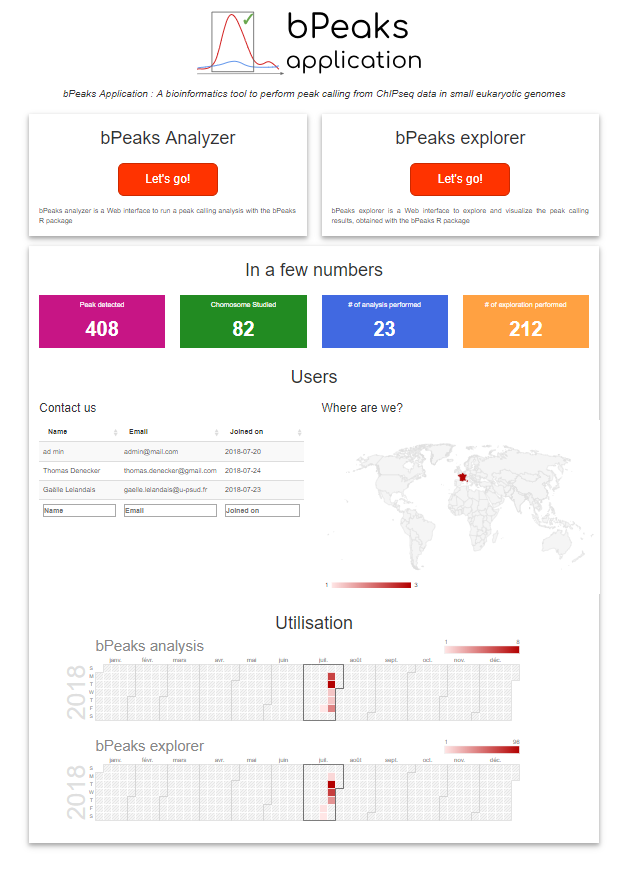 bPeaks
application
bPeaks Application : A bioinformatics tool to perform peak calling from ChIPseq data in small eukaryotic genomes
bPeaks Analyzer
Let's go!
bPeaks analyzer is a Web interface to run a peak calling analysis with the bPeaks
R package
bPeaks explorer
Let's go!
bPeaks explorer is a Web interface to explore and visualize the peak calling
results, obtained with the bPeaks R package
In a few numbers
Peak detected
408
Chomosome Studied
82
# of analysis performed
23
# of exploration performed
212
Users
Contact us
Name Email Joined on
ad min admin@mail.com 2018-07-20
Thomas Denecker thomas.denecker@gmail.com 2018-07-24
Gaëlle Lelandais gaelle.lelandais@u-psud.fr 2018-07-23
Name Email Joined on
Where are we?
1 3
Utilisation
bPeaks analysis
1 6
janv. févr. mars avr. mai juin juil. août sept. oct. nov. déc.
2018
S
M
T
W
T
F
S
bPeaks explorer
1 96
janv. févr. mars avr. mai juin juil. août sept. oct. nov. déc.
2018
S
M
T
W
T
F
S